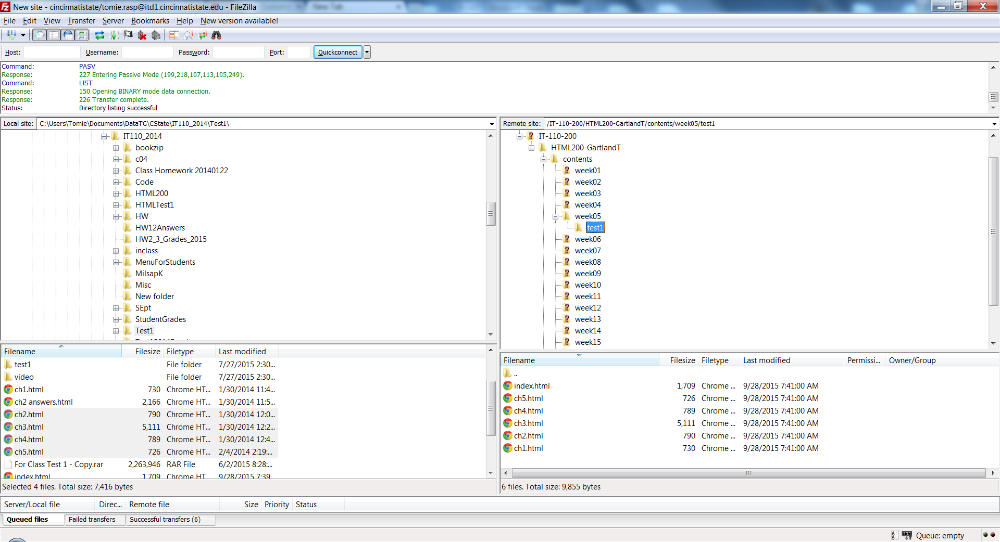 New site - cincinnatistate/tomie.rasp@itd1.cincinnatistate.edu - FileZilla
File Edit View Transfer Server Bookmarks Help New version available!
Host: Username: Password: Port: Quickconnect
Command: PASV
Response: 227 Entering Passive Mode (199,218,107,113,105,249).
Command: LIST
Response: 150 Opening BINARY mode data connection.
Response: 226 Transfer complete.
Status: Directory listing successful
Local site: C:\Users\Tomie\Documents\DataTG\CState\IT110_2014\Test1\
IT110_2014
bookzip
c04
Class Homework 20140122
Code
HTML200
HTMLTest1
HW
HW12Answers
HW2_3_Grades_2015
inclass
MenuForStudents
MilsapK
Misc
New folder
SEpt
StudentGrades
Test1
Filename Filesize Filetype Last modified
test1 File folder 7/27/2015 2:30...
video File folder 7/27/2015 2:30...
ch1.html 730 Chrome HT... 1/30/2014 11:4...
ch2 answers.html 2,166 Chrome HT... 1/30/2014 11:5...
ch2.html 790 Chrome HT... 1/30/2014 12:0...
ch3.html 5,111 Chrome HT... 1/30/2014 12:2...
ch4.html 789 Chrome HT... 1/30/2014 12:4...
ch5.html 726 Chrome HT... 2/4/2014 2:19:...
For Class Test 1 - Copy.rar 2,263,946 RAR File 6/2/2015 8:28:...
index.html 1,709 Chrome HT... 9/28/2015 7:39
Selected 4 files. Total size: 7,416 bytes
Remote site: /IT-110-200/HTML200-GartlandT/contents/week05/test1
IT-110-200
HTML200-GartlandT
contents
week01
week02
week03
week04
week05
test1
week06
week07
week08
week09
week10
week11
week12
week13
week14
week15
Filename Filesize Filetype Last modified Permissi... Owner/Group
..
index.html 1,709 Chrome ... 9/28/2015 7:41:00 AM
ch5.html 726 Chrome ... 9/28/2015 7:41:00 AM
ch4.html 789 Chrome ... 9/28/2015 7:41:00 AM
ch3.html 5,111 Chrome ... 9/28/2015 7:41:00 AM
ch2.html 790 Chrome ... 9/28/2015 7:41:00 AM
ch1.html 730 Chrome ... 9/28/2015 7:41:00 AM
6 files. Total size: 9,855 bytes
Server/Local file Direc... Remote file Size Priority Status
Queued files Failed transfers Successful transfers (6)
Queue: empty